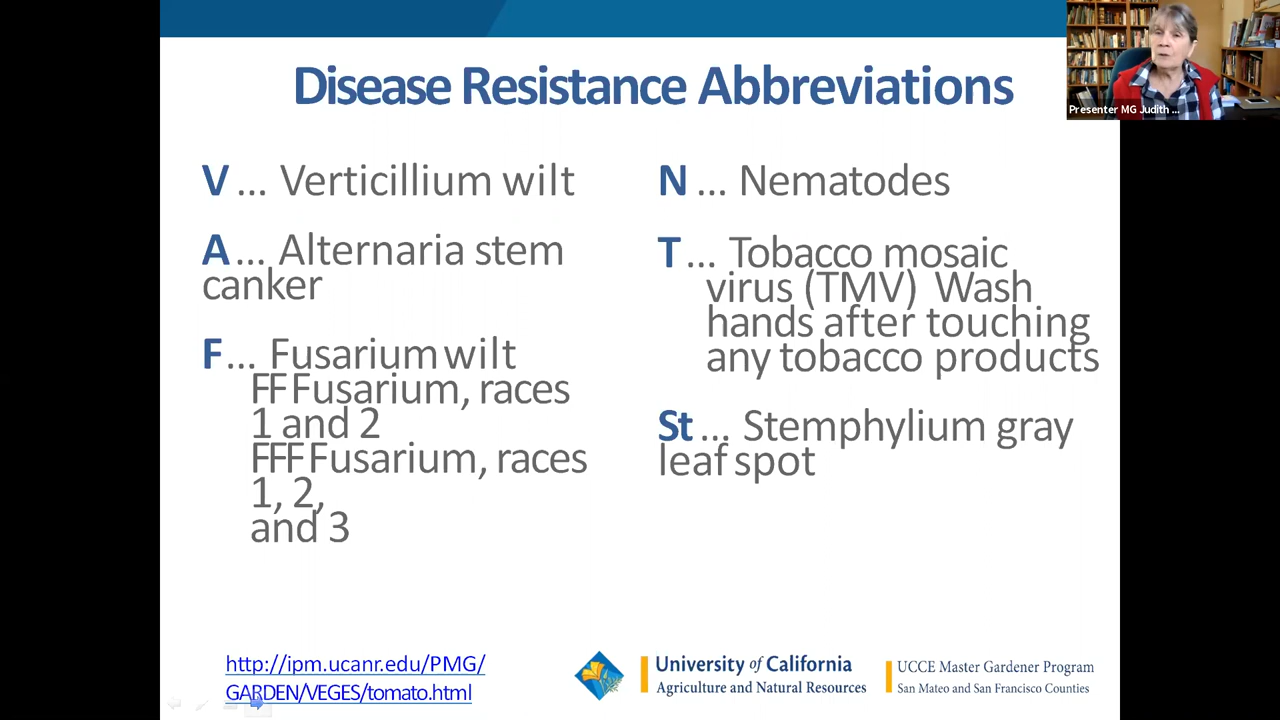 Disease Resistance Abbreviations
V ... Verticillium wilt
A ... Alternaria stem
canker
F ... Fusarium wilt
FF Fusarium, races
1 and 2
FFF Fusarium, races
1, 2,
and 3
N ... Nematodes
T ... Tobacco mosaic
virus (TMV) Wash
hands after touching
any tobacco products
St ... Stemphylium gray
leaf spot
http://ipm.ucanr.edu/PMG/
GARDEN/VEGES/tomato.html
University of California
Agriculture and Natural Resources
UCCE Master Gardener Program
San Mateo and San Francisco Counties
Presenter MG Judith ...